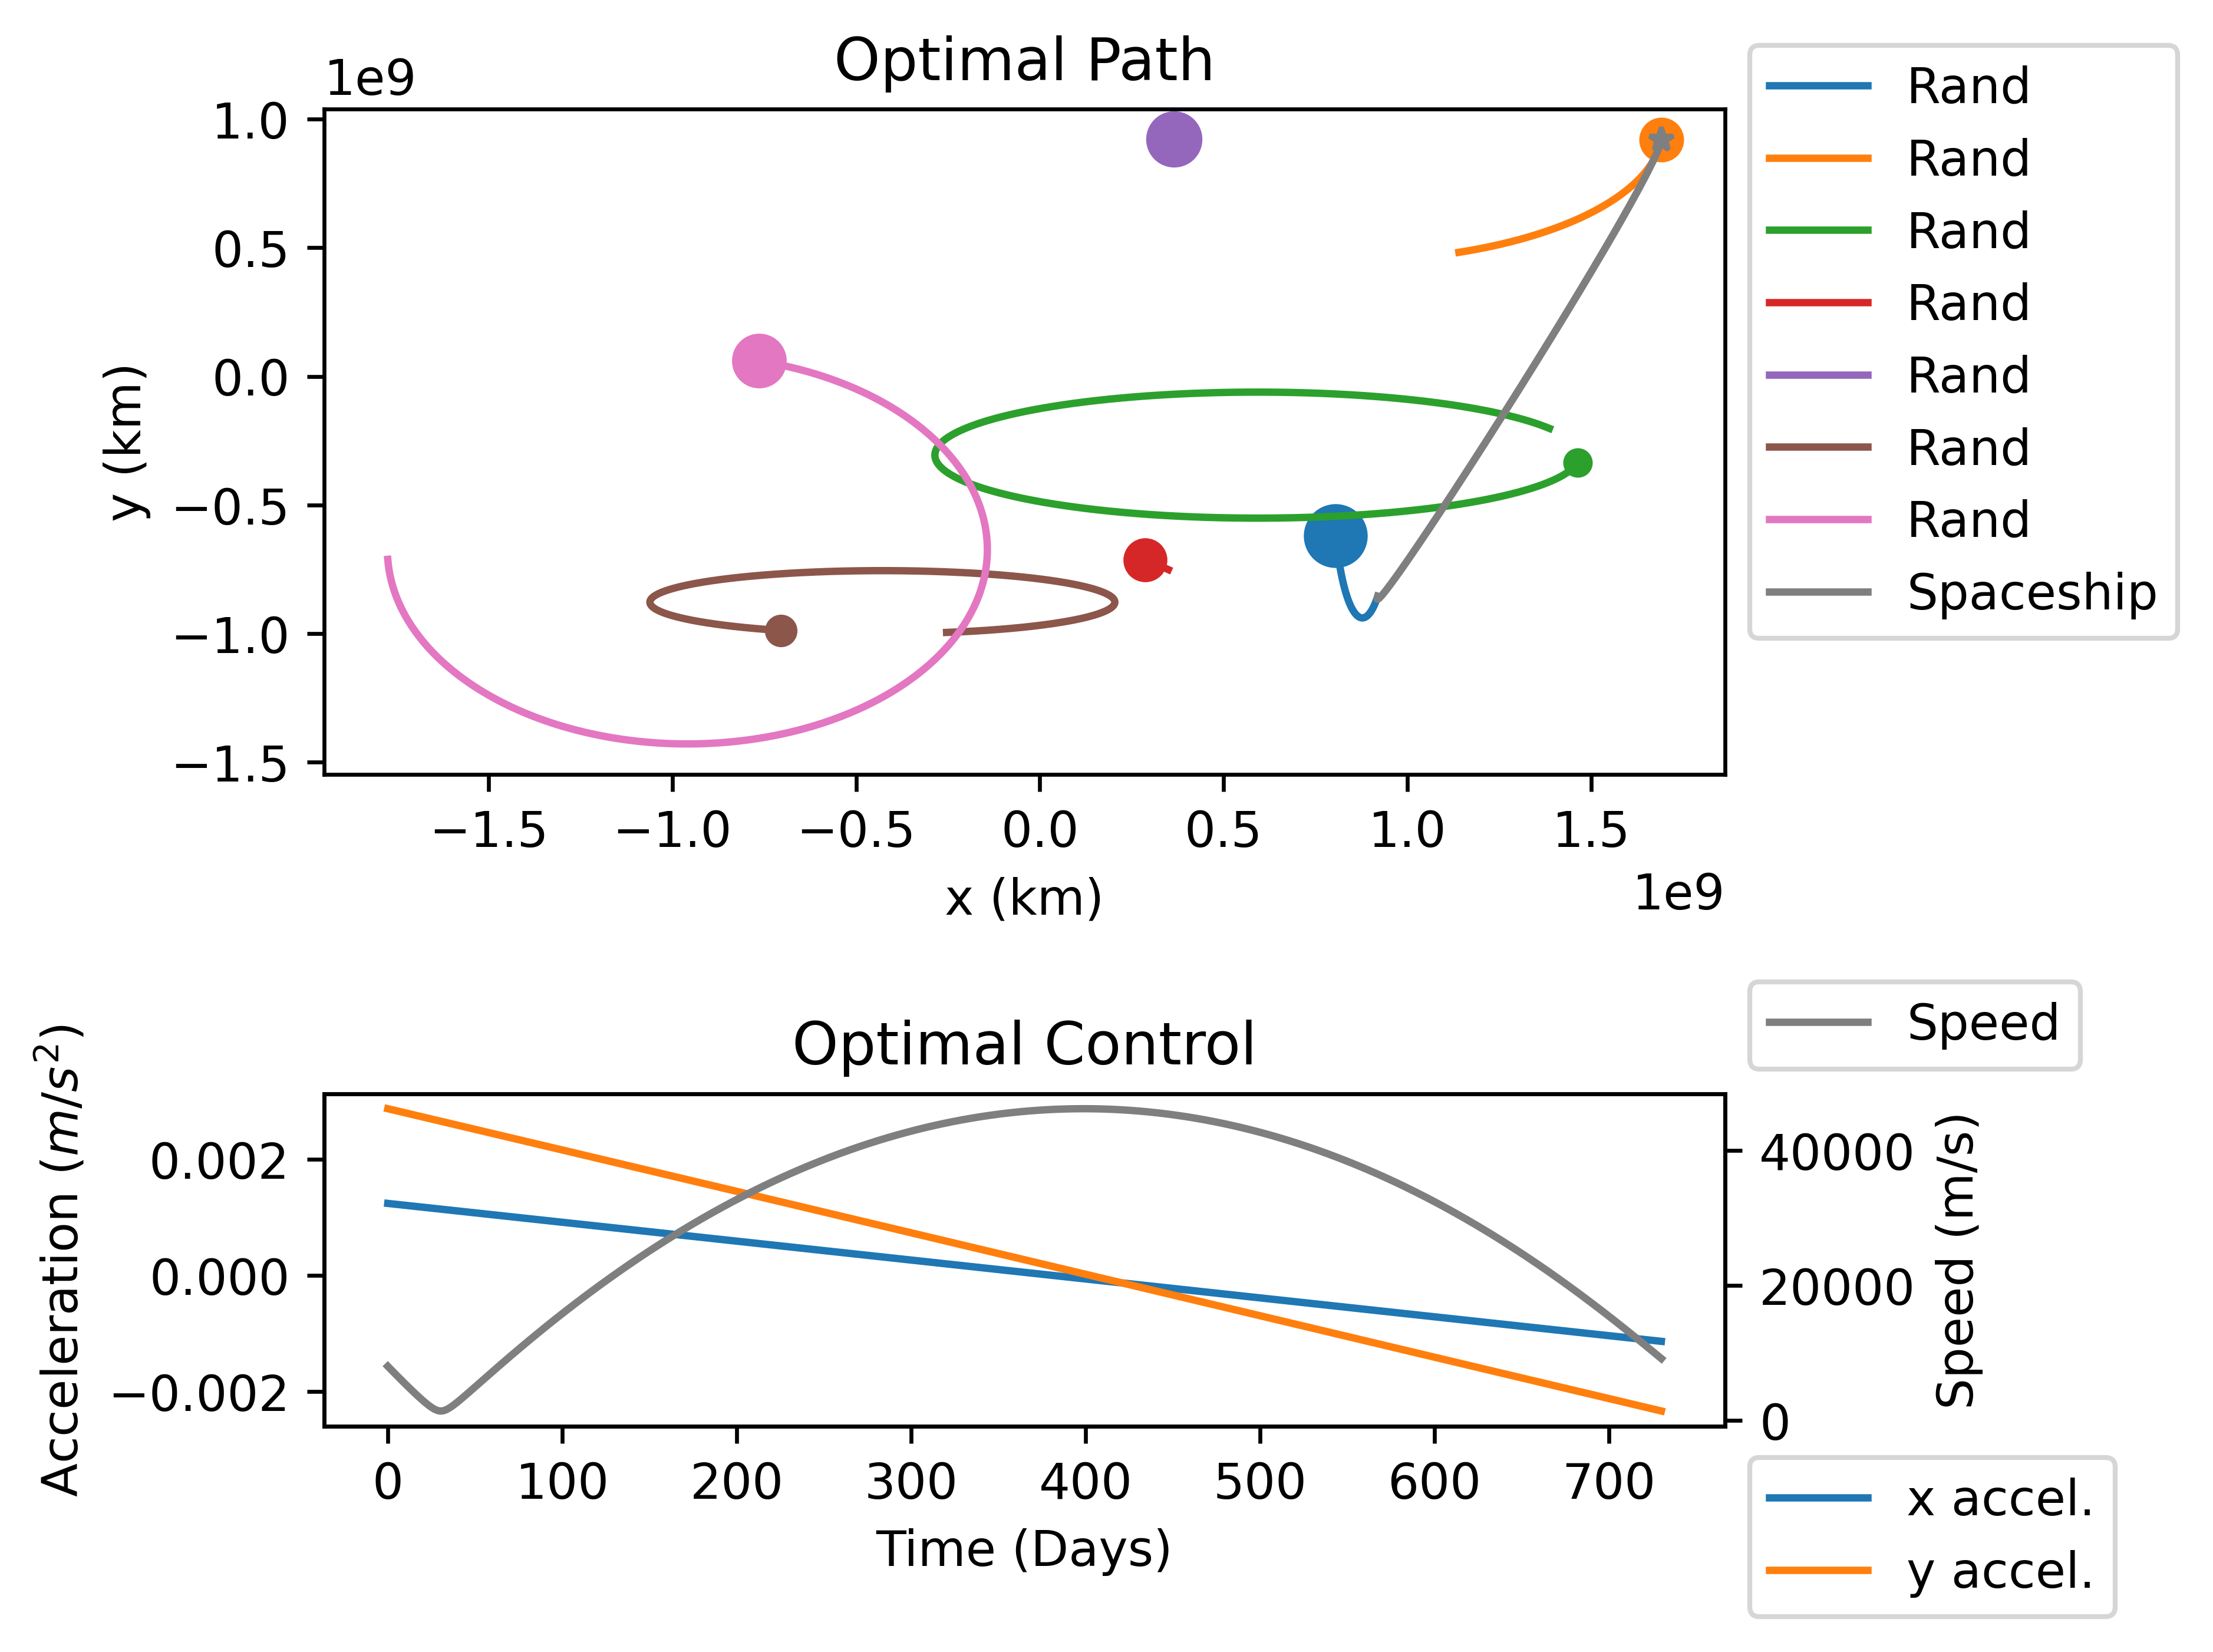 Optimal Path
1e9
1.0
0.5
0.0
−0.5
−1.0
−1.5
y (km)
−1.5 −1.0 −0.5 0.0 0.5 1.0 1.5
x (km)
1e9
Rand
Rand
Rand
Rand
Rand
Rand
Rand
Spaceship
Optimal Control
Speed
Acceleration (m/s²)
0.002
0.000
−0.002
40000
20000
0
Speed (m/s)
0 100 200 300 400 500 600 700
Time (Days)
x accel.
y accel.